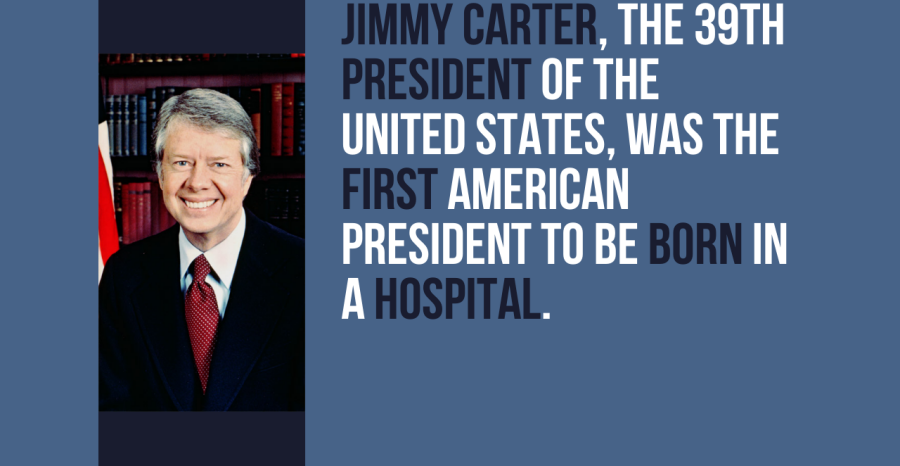 JIMMY CARTER, THE 39TH
PRESIDENT OF THE
UNITED STATES, WAS THE
FIRST AMERICAN
PRESIDENT TO BE BORN IN
A HOSPITAL.